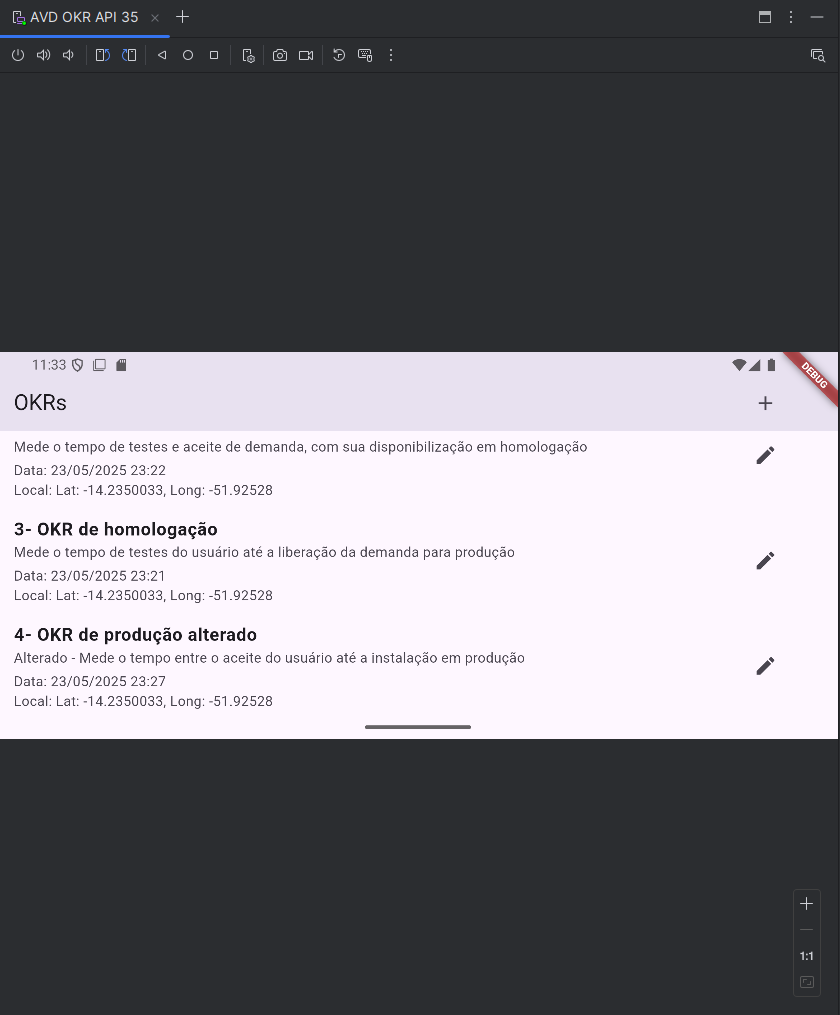 AVD OKR API 35
11:33
DEBUG
OKRs
Mede o tempo de testes e aceite de demanda, com sua disponibilização em homologação
Data: 23/05/2025 23:22
Local: Lat: -14.2350033, Long: -51.92528
3- OKR de homologação
Mede o tempo de testes do usuário até a liberação da demanda para produção
Data: 23/05/2025 23:21
Local: Lat: -14.2350033, Long: -51.92528
4- OKR de produção alterado
Alterado - Mede o tempo entre o aceite do usuário até a instalação em produção
Data: 23/05/2025 23:27
Local: Lat: -14.2350033, Long: -51.92528
1:1